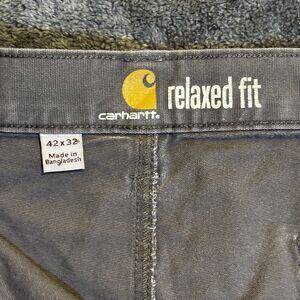 relaxed fit
carhartt®
42x32
Made in
Bangladesh